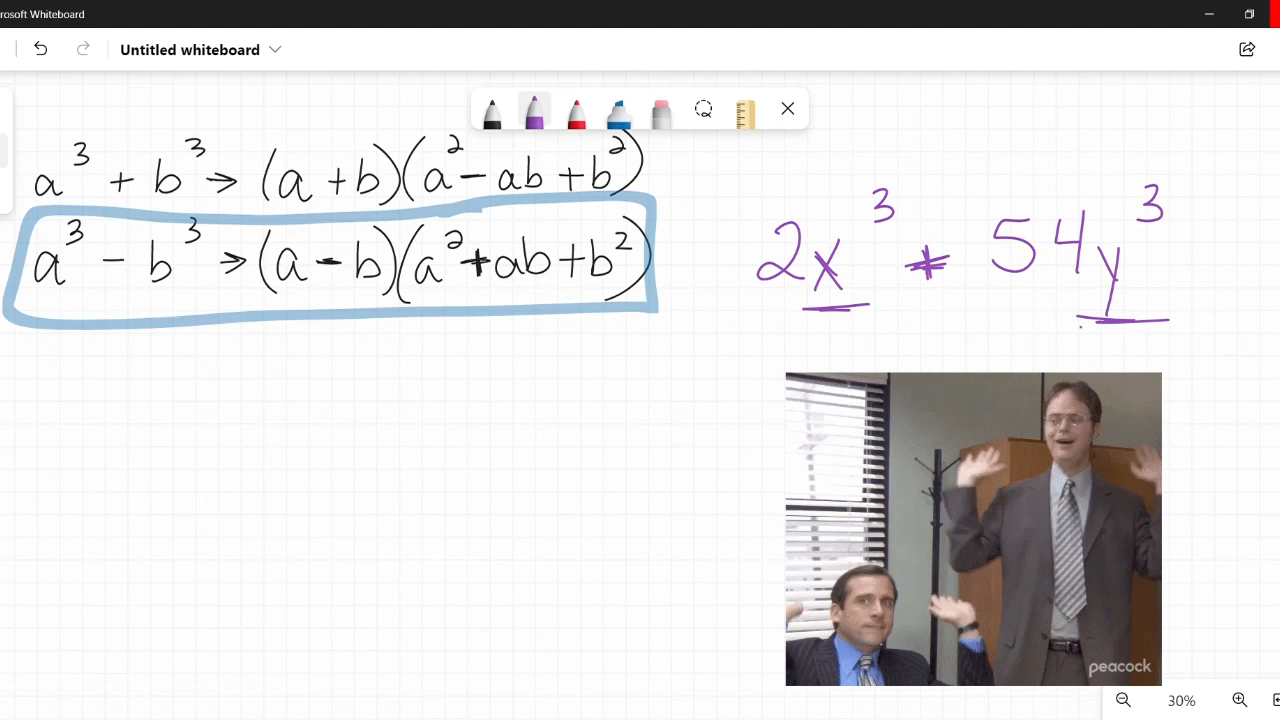 rosoft Whiteboard
Untitled whiteboard
a³ + b³ → (a + b)(a² - ab + b²)
a³ - b³ → (a - b)(a² + ab + b²)
2x³ + 54y³
peacock
30%